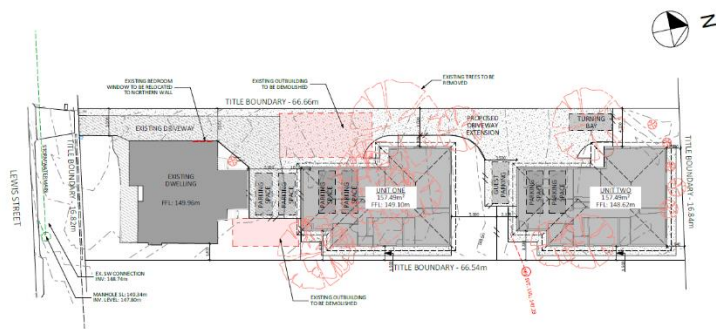 N
EXISTING BEDROOM
WINDOW TO BE RELOCATED
TO NORTHERN WALL
EXISTING OUTBUILDING
TO BE DEMOLISHED
EXISTING TREES TO BE
REMOVED
TITLE BOUNDARY - 66.66m
EXISTING DRIVEWAY
PROPOSED
DRIVEWAY
EXTENSION
TURNING
BAY
LEWIS STREET
TITLE BOUNDARY - 16.82m
TITLE BOUNDARY - 16.84m
EXISTING
DWELLING
FFL: 149.96m
PARKING
SPACE
PARKING
SPACE
PARKING
SPACE
PARKING
SPACE
UNIT ONE
157.49m²
FFL: 149.10m
GUEST
PARKING
PARKING
SPACE
PARKING
SPACE
UNIT TWO
157.49m²
FFL: 148.62m
TITLE BOUNDARY - 66.54m
EX. SW CONNECTION
INV: 148.74m
MANHOLE SL: 149.34m
INV. LEVEL: 147.80m
EXISTING OUTBUILDING
TO BE DEMOLISHED